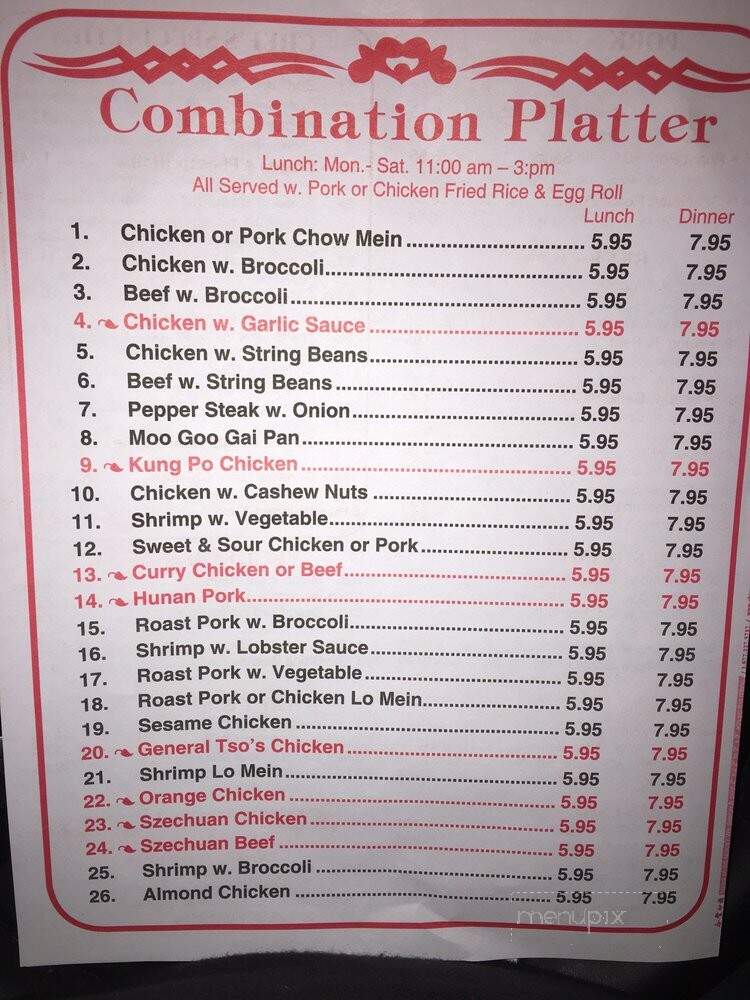 Combination Platter
Lunch: Mon.- Sat. 11:00 am – 3:pm
All Served w. Pork or Chicken Fried Rice & Egg Roll
Lunch Dinner
1. Chicken or Pork Chow Mein 5.95 7.95
2. Chicken w. Broccoli 5.95 7.95
3. Beef w. Broccoli 5.95 7.95
4. Chicken w. Garlic Sauce 5.95 7.95
5. Chicken w. String Beans 5.95 7.95
6. Beef w. String Beans 5.95 7.95
7. Pepper Steak w. Onion 5.95 7.95
8. Moo Goo Gai Pan 5.95 7.95
9. Kung Po Chicken 5.95 7.95
10. Chicken w. Cashew Nuts 5.95 7.95
11. Shrimp w. Vegetable 5.95 7.95
12. Sweet & Sour Chicken or Pork 5.95 7.95
13. Curry Chicken or Beef 5.95 7.95
14. Hunan Pork 5.95 7.95
15. Roast Pork w. Broccoli 5.95 7.95
16. Shrimp w. Lobster Sauce 5.95 7.95
17. Roast Pork w. Vegetable 5.95 7.95
18. Roast Pork or Chicken Lo Mein 5.95 7.95
19. Sesame Chicken 5.95 7.95
20. General Tso's Chicken 5.95 7.95
21. Shrimp Lo Mein 5.95 7.95
22. Orange Chicken 5.95 7.95
23. Szechuan Chicken 5.95 7.95
24. Szechuan Beef 5.95 7.95
25. Shrimp w. Broccoli 5.95 7.95
26. Almond Chicken 5.95 7.95
menupix